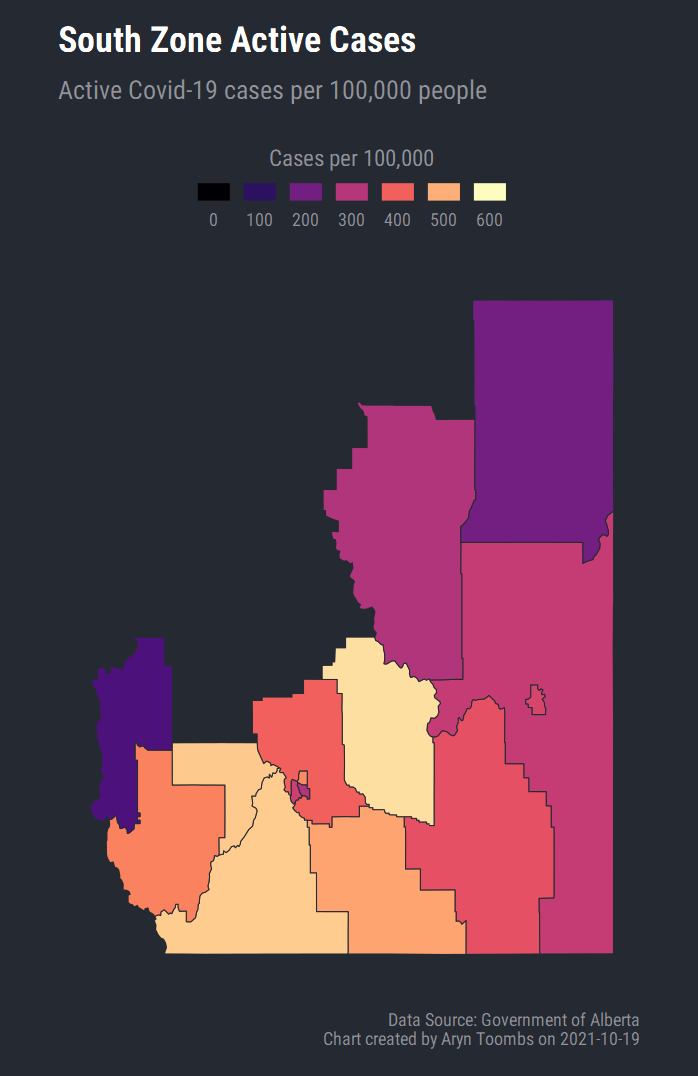 South Zone Active Cases
Active Covid-19 cases per 100,000 people
Cases per 100,000
0 100 200 300 400 500 600
Data Source: Government of Alberta
Chart created by Aryn Toombs on 2021-10-19